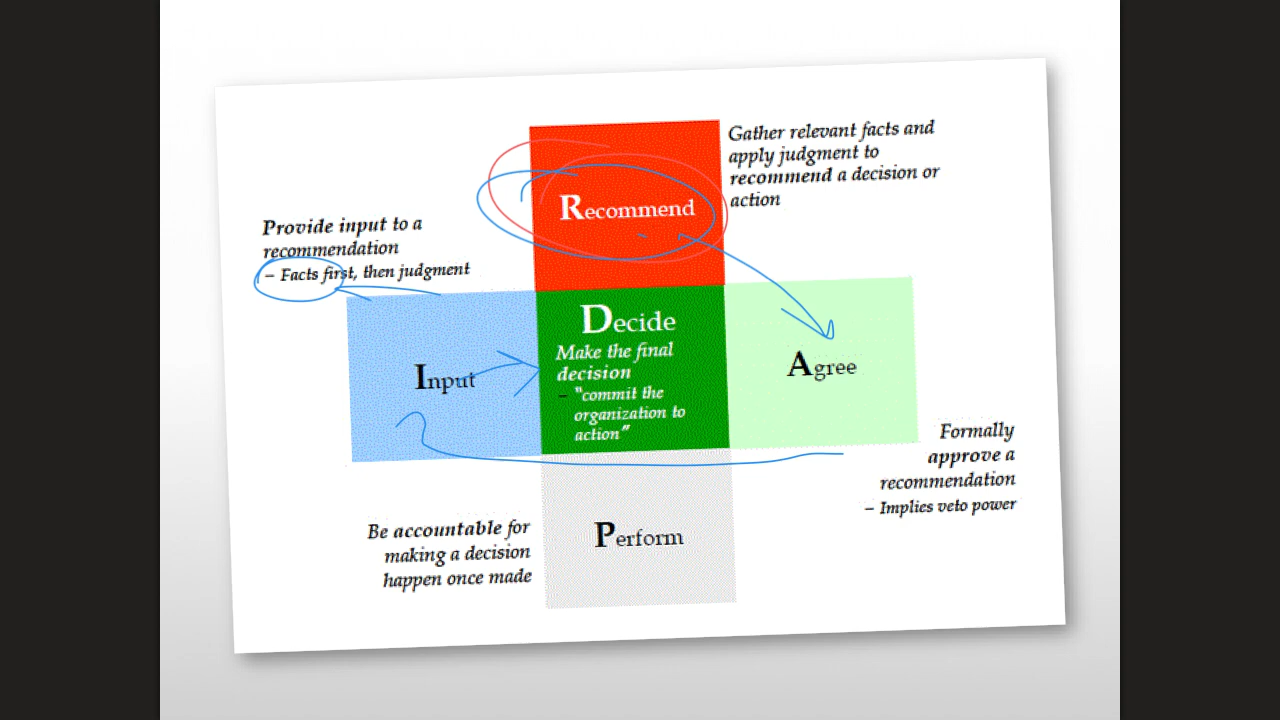 Gather relevant facts and
apply judgment to
recommend a decision or
action
Recommend
Provide input to a
recommendation
– Facts first, then judgment
Input
Decide
Make the final
decision
– "commit the
organization to
action"
Agree
Formally
approve a
recommendation
– Implies veto power
Be accountable for
making a decision
happen once made
Perform